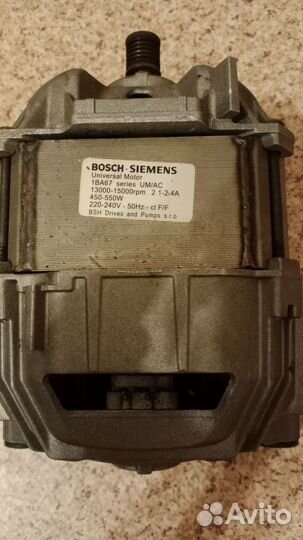 BOSCH-SIEMENS
Universal Motor
1BA67 series UM/AC
13000-15000rpm 2.1-2.4A
450-550W
220-240V - 50Hz - cl F/F
BSH Drives and Pumps s.r.o
Avito